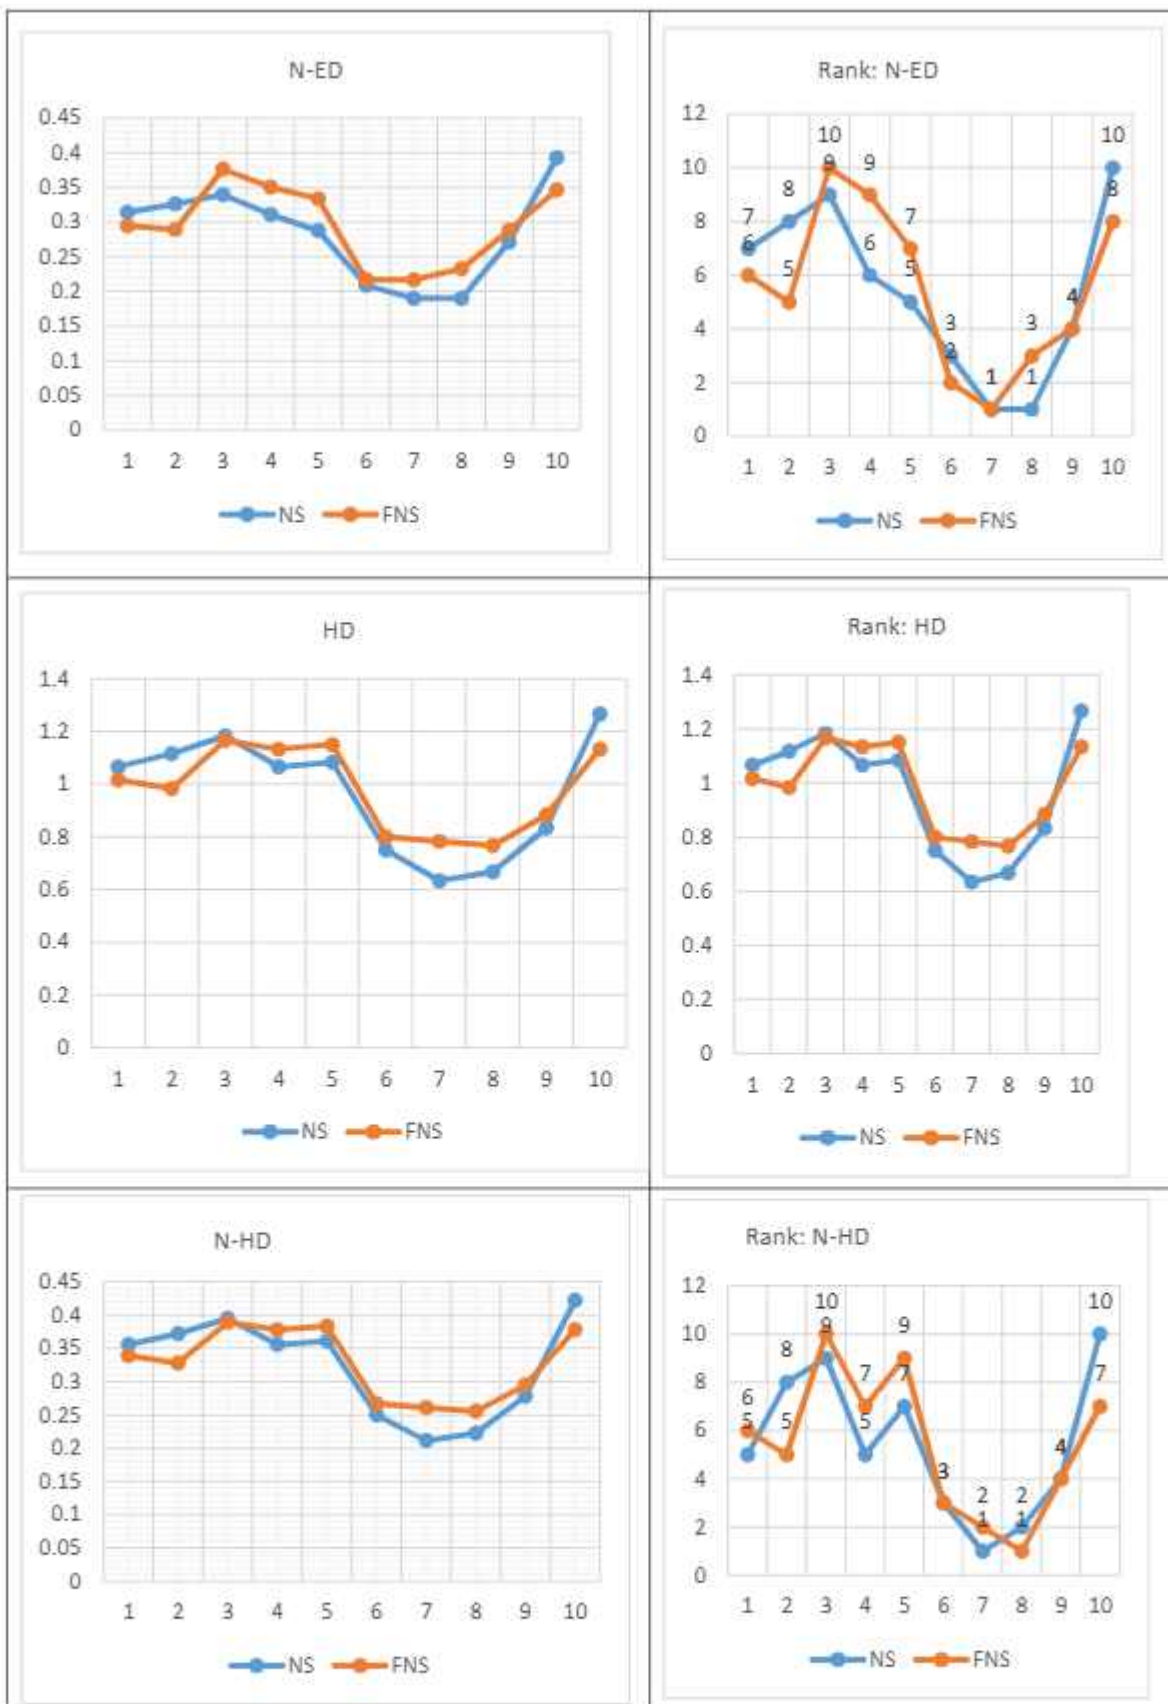 N-ED
0.45
0.4
0.35
0.3
0.25
0.2
0.15
0.1
0.05
0
1 2 3 4 5 6 7 8 9 10
NS FNS
Rank: N-ED
12
10
8
6
4
2
0
7 8 9 6 5 3 1 1 4 10
6 5 10 9 7 2 1 3 4 8
1 2 3 4 5 6 7 8 9 10
NS FNS
HD
1.4
1.2
1
0.8
0.6
0.4
0.2
0
1 2 3 4 5 6 7 8 9 10
NS FNS
Rank: HD
1.4
1.2
1
0.8
0.6
0.4
0.2
0
1 2 3 4 5 6 7 8 9 10
NS FNS
N-HD
0.45
0.4
0.35
0.3
0.25
0.2
0.15
0.1
0.05
0
1 2 3 4 5 6 7 8 9 10
NS FNS
Rank: N-HD
12
10
8
6
4
2
0
5 8 9 5 7 3 1 2 4 10
6 5 10 7 9 3 2 1 4 7
1 2 3 4 5 6 7 8 9 10
NS FNS